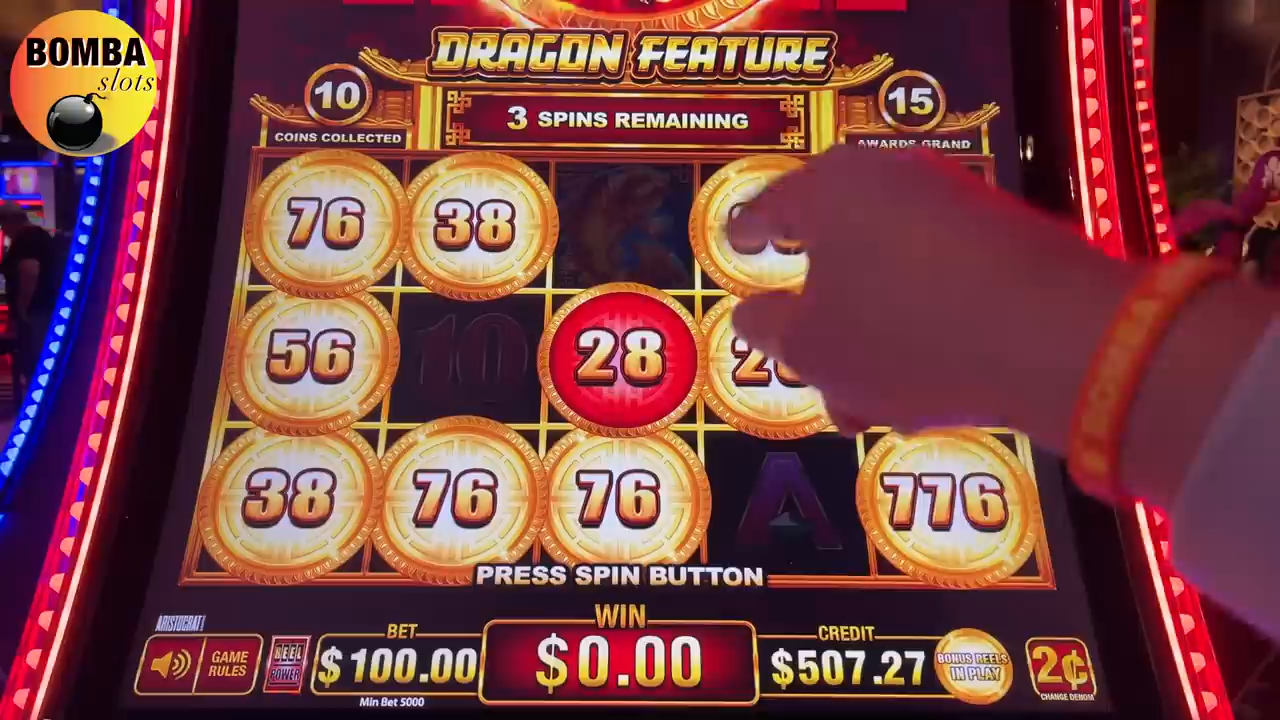 BOMBA
slots
DRAGON FEATURE
10
15
3 SPINS REMAINING
COINS COLLECTED
AWARDS GRAND
76 38
56 10 28
38 76 76 A 776
PRESS SPIN BUTTON
ARISTOCRAT
WIN
BET
CREDIT
GAME
RULES
REEL
POWER
$100.00
$0.00
$507.27
BONUS REELS
IN PLAY
2¢
CHANGE DENOM
Min Bet 5000
BOMBA